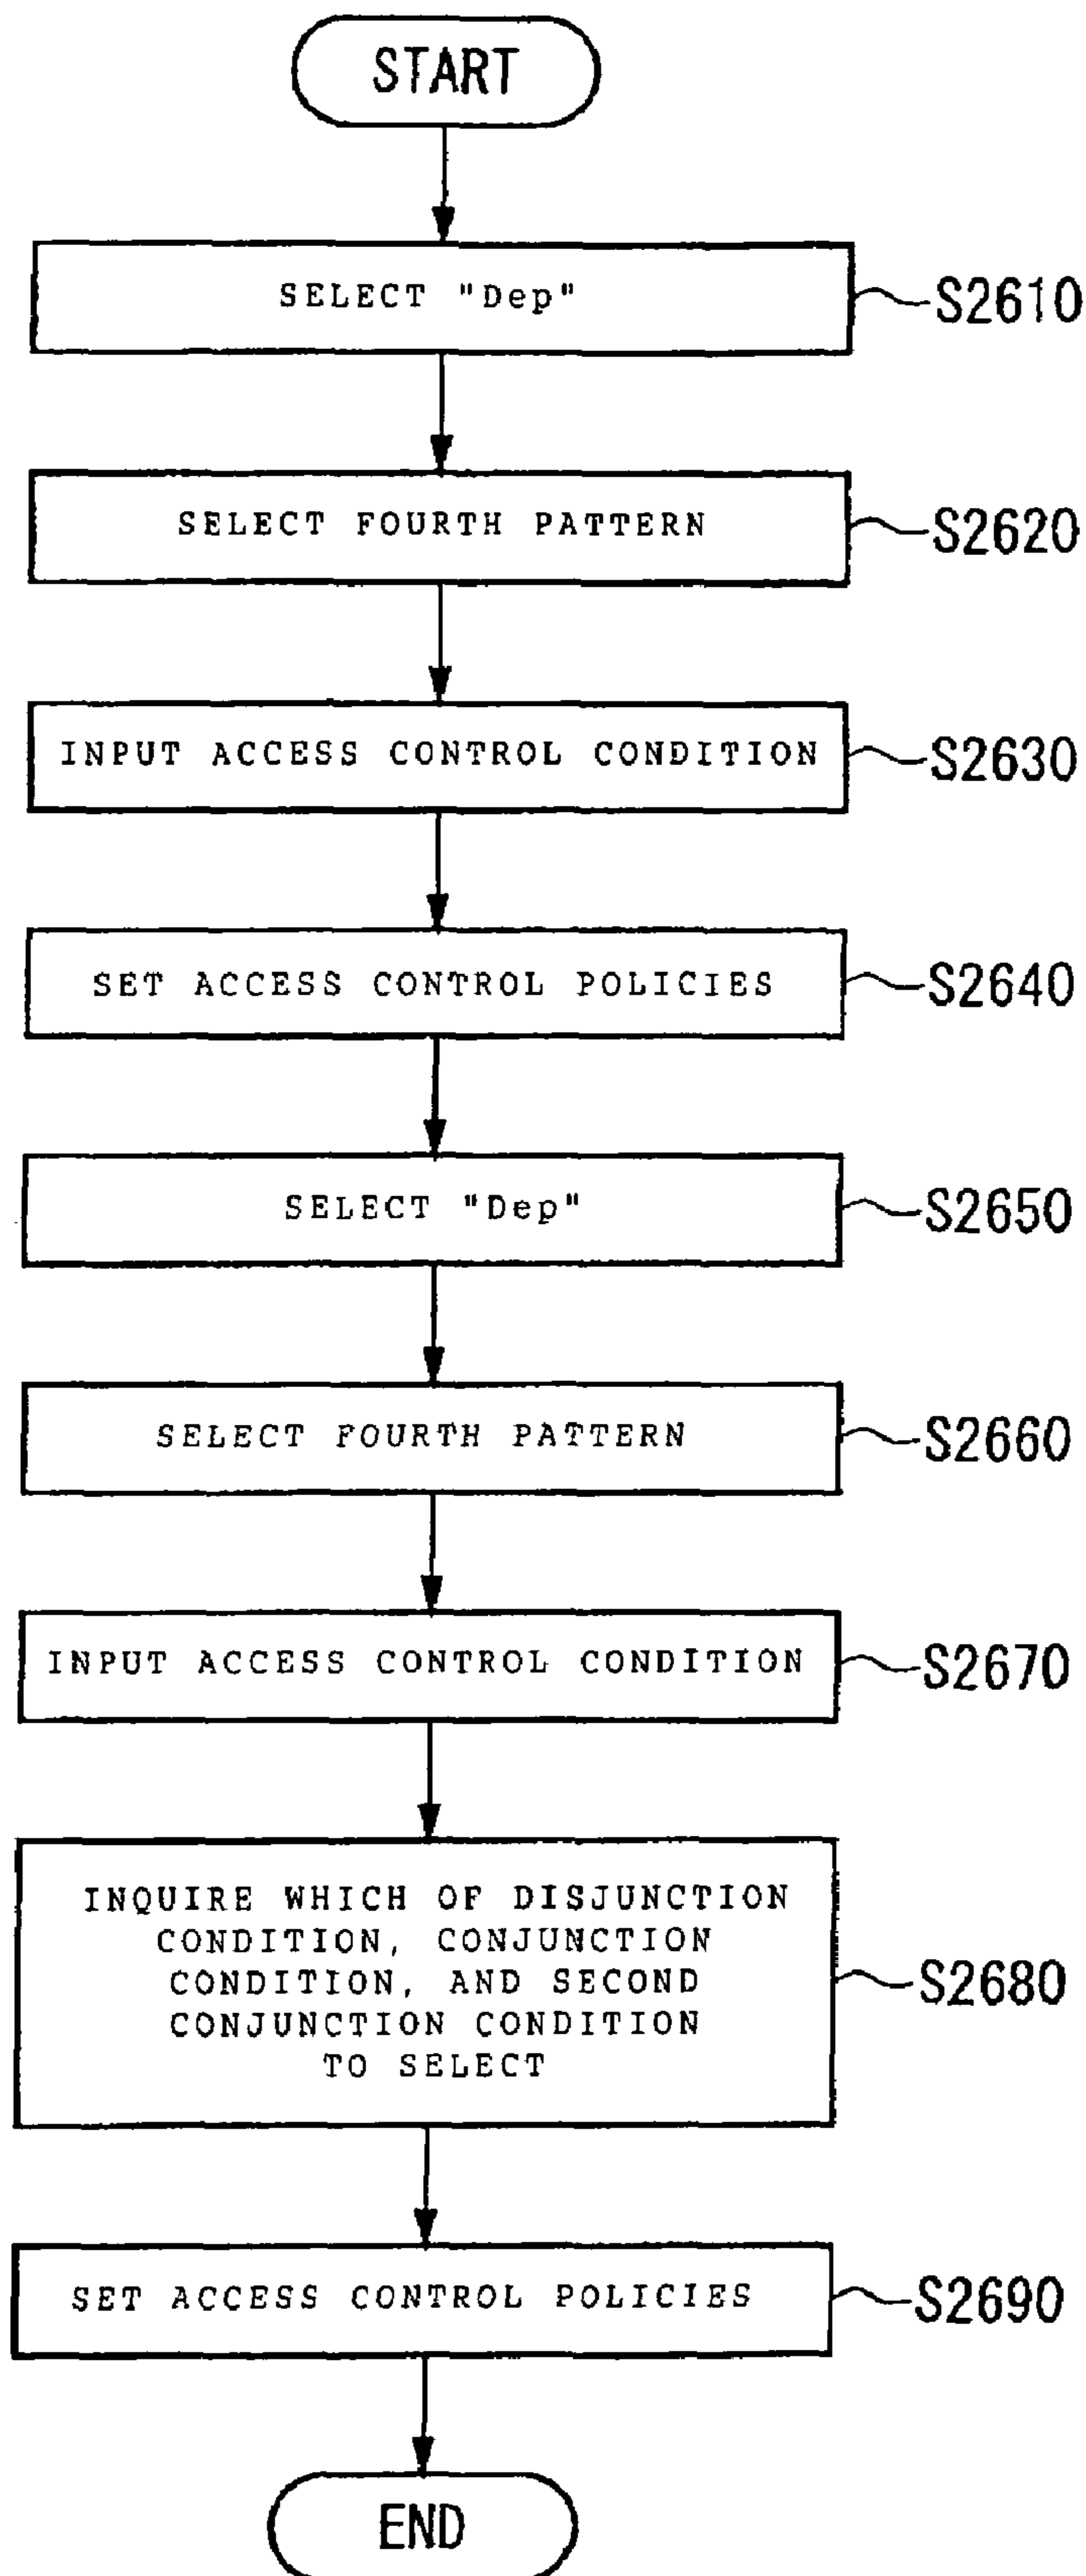 START
SELECT "Dep"
S2610
SELECT FOURTH PATTERN
S2620
INPUT ACCESS CONTROL CONDITION
S2630
SET ACCESS CONTROL POLICIES
S2640
SELECT "Dep"
S2650
SELECT FOURTH PATTERN
S2660
INPUT ACCESS CONTROL CONDITION
S2670
INQUIRE WHICH OF DISJUNCTION
CONDITION, CONJUNCTION
CONDITION, AND SECOND
CONJUNCTION CONDITION
TO SELECT
S2680
SET ACCESS CONTROL POLICIES
S2690
END